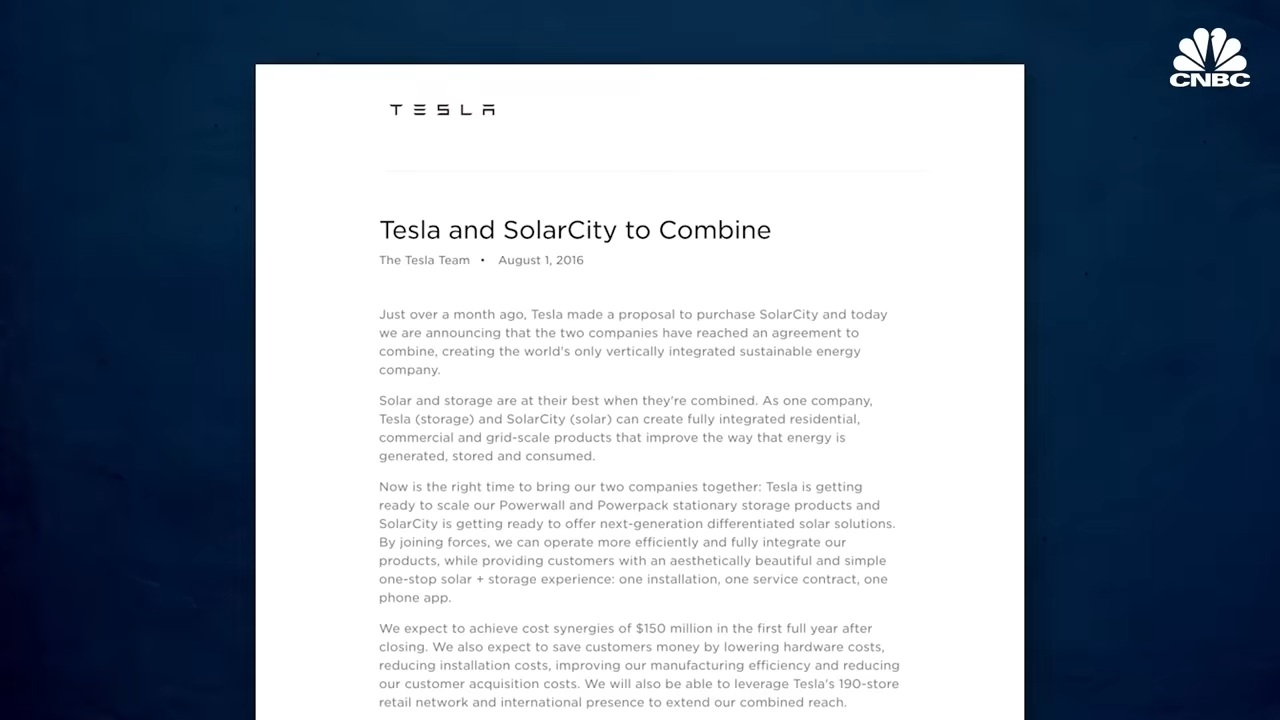 CNBC
TESLA
Tesla and SolarCity to Combine
The Tesla Team • August 1, 2016
Just over a month ago, Tesla made a proposal to purchase SolarCity and today
we are announcing that the two companies have reached an agreement to
combine, creating the world's only vertically integrated sustainable energy
company.
Solar and storage are at their best when they're combined. As one company,
Tesla (storage) and SolarCity (solar) can create fully integrated residential,
commercial and grid-scale products that improve the way that energy is
generated, stored and consumed.
Now is the right time to bring our two companies together: Tesla is getting
ready to scale our Powerwall and Powerpack stationary storage products and
SolarCity is getting ready to offer next-generation differentiated solar solutions.
By joining forces, we can operate more efficiently and fully integrate our
products, while providing customers with an aesthetically beautiful and simple
one-stop solar + storage experience: one installation, one service contract, one
phone app.
We expect to achieve cost synergies of $150 million in the first full year after
closing. We also expect to save customers money by lowering hardware costs,
reducing installation costs, improving our manufacturing efficiency and reducing
our customer acquisition costs. We will also be able to leverage Tesla's 190-store
retail network and international presence to extend our combined reach.